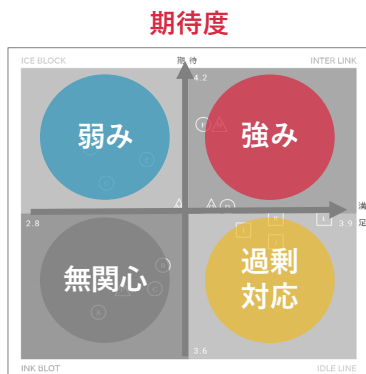 期待度
ICE BLOCK
期 待
INTER LINK
4.2
弱み
強み
2.8
3.9
満
足
無関心
過剰
対応
3.6
INK BLOT
IDLE LINE